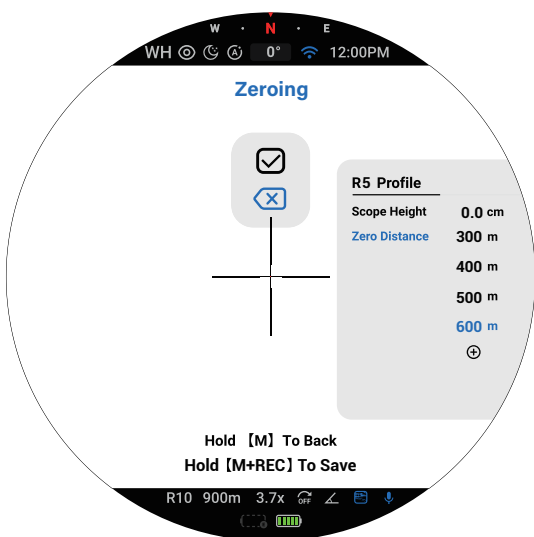 W · N · E
WH 0° 12:00PM
Zeroing
R5 Profile
Scope Height 0.0 cm
Zero Distance 300 m
400 m
500 m
600 m
Hold 【M】 To Back
Hold 【M+REC】 To Save
R10 900m 3.7x OFF